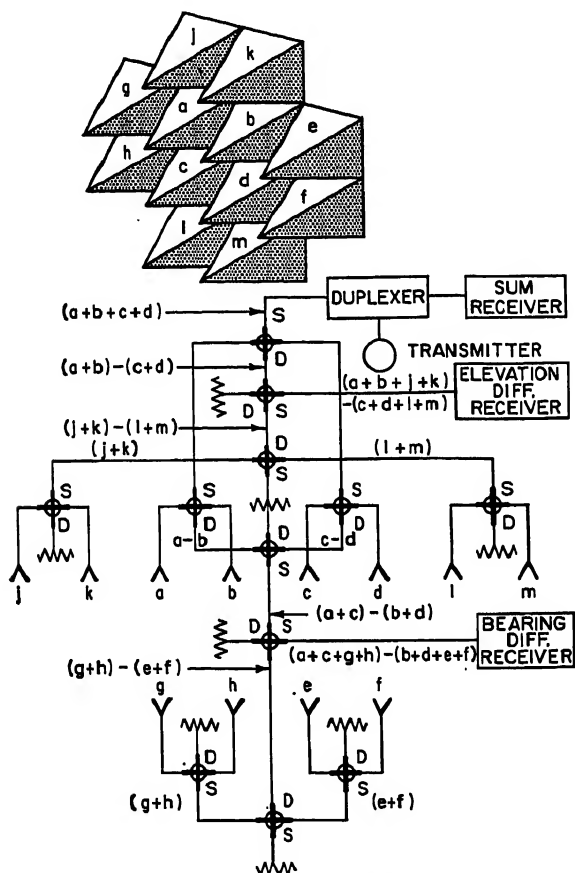 j
k
g
a
b
e
h
c
d
f
l
m
(a+b+c+d)
S
DUPLEXER
SUM
RECEIVER
D
TRANSMITTER
(a+b)-(c+d)
(a+b+j+k)
-(c+d+l+m)
ELEVATION
DIFF.
RECEIVER
D
S
(j+k)-(l+m)
(j+k)
D
S
(l+m)
S
D
S
D
S
D
S
D
a-b
c-d
D
S
j
k
a
b
c
d
l
m
(a+c)-(b+d)
D
S
BEARING
DIFF.
RECEIVER
(a+c+g+h)-(b+d+e+f)
(g+h)-(e+f)
g
h
e
f
D
S
D
S
(g+h)
D
S
(e+f)